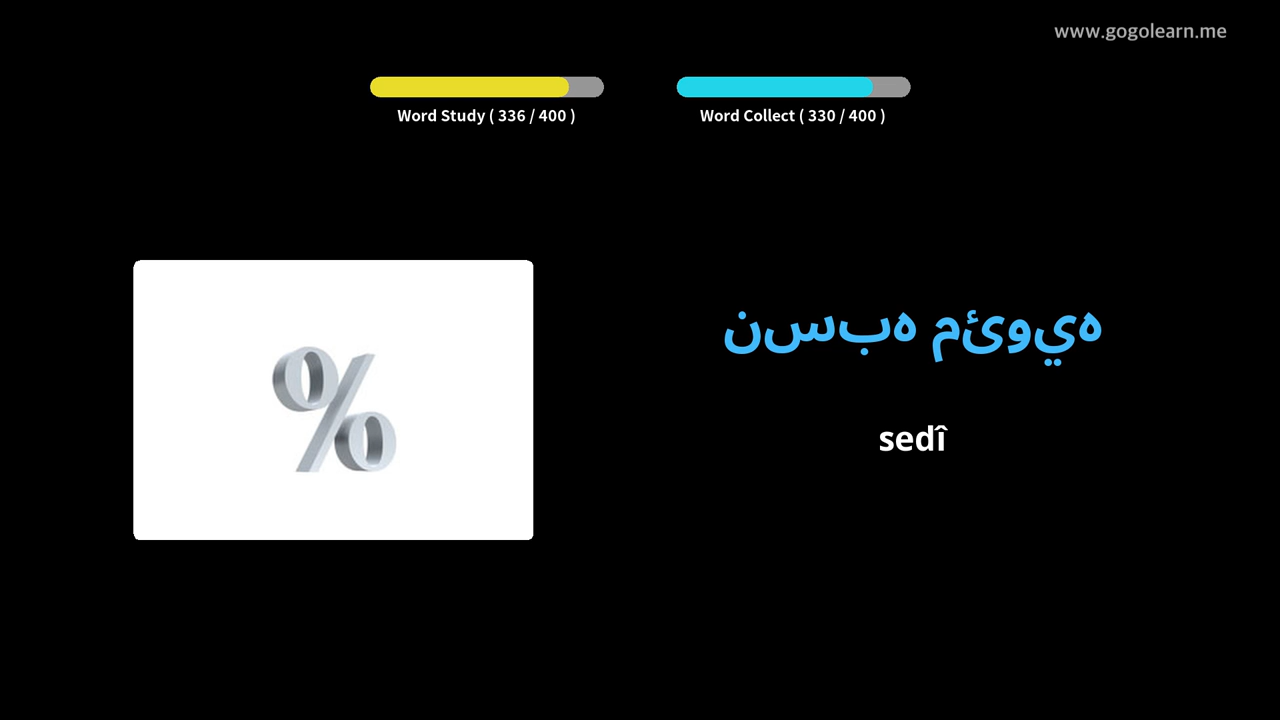 www.gogolearn.me
Word Study ( 336 / 400 )
Word Collect ( 330 / 400 )
%
نسبه مئويه
sedî